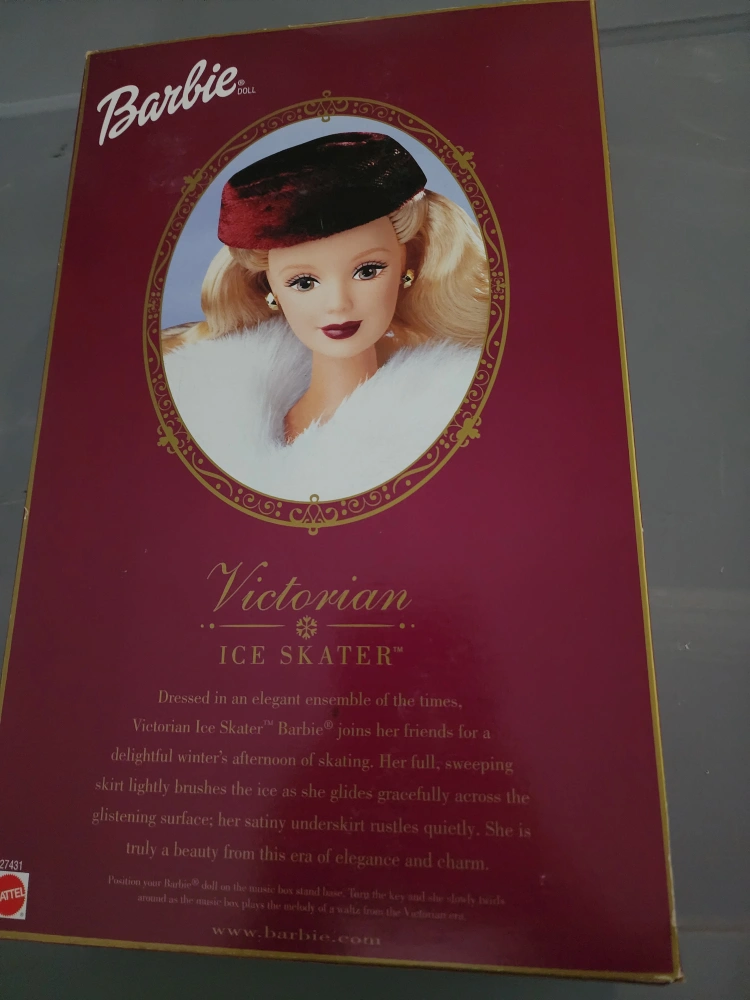 Barbie® DOLL
Victorian
ICE SKATER™
Dressed in an elegant ensemble of the times,
Victorian Ice Skater™ Barbie® joins her friends for a
delightful winter's afternoon of skating. Her full, sweeping
skirt lightly brushes the ice as she glides gracefully across the
glistening surface; her satiny underskirt rustles quietly. She is
truly a beauty from this era of elegance and charm.
Position your Barbie® doll on the music box stand base. Turn the key and she slowly twirls
around as the music box plays the melody of a waltz from the Victorian era.
www.barbie.com
27431
MATTEL